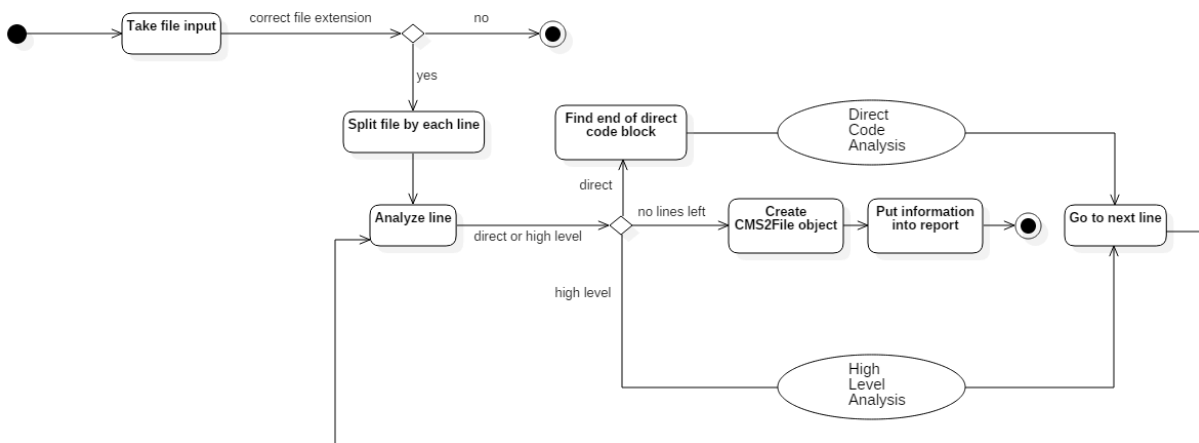 Take file input
correct file extension
no
yes
Split file by each line
Find end of direct
code block
Direct
Code
Analysis
direct
Analyze line
direct or high level
no lines left
Create
CMS2File object
Put information
into report
Go to next line
high level
High
Level
Analysis